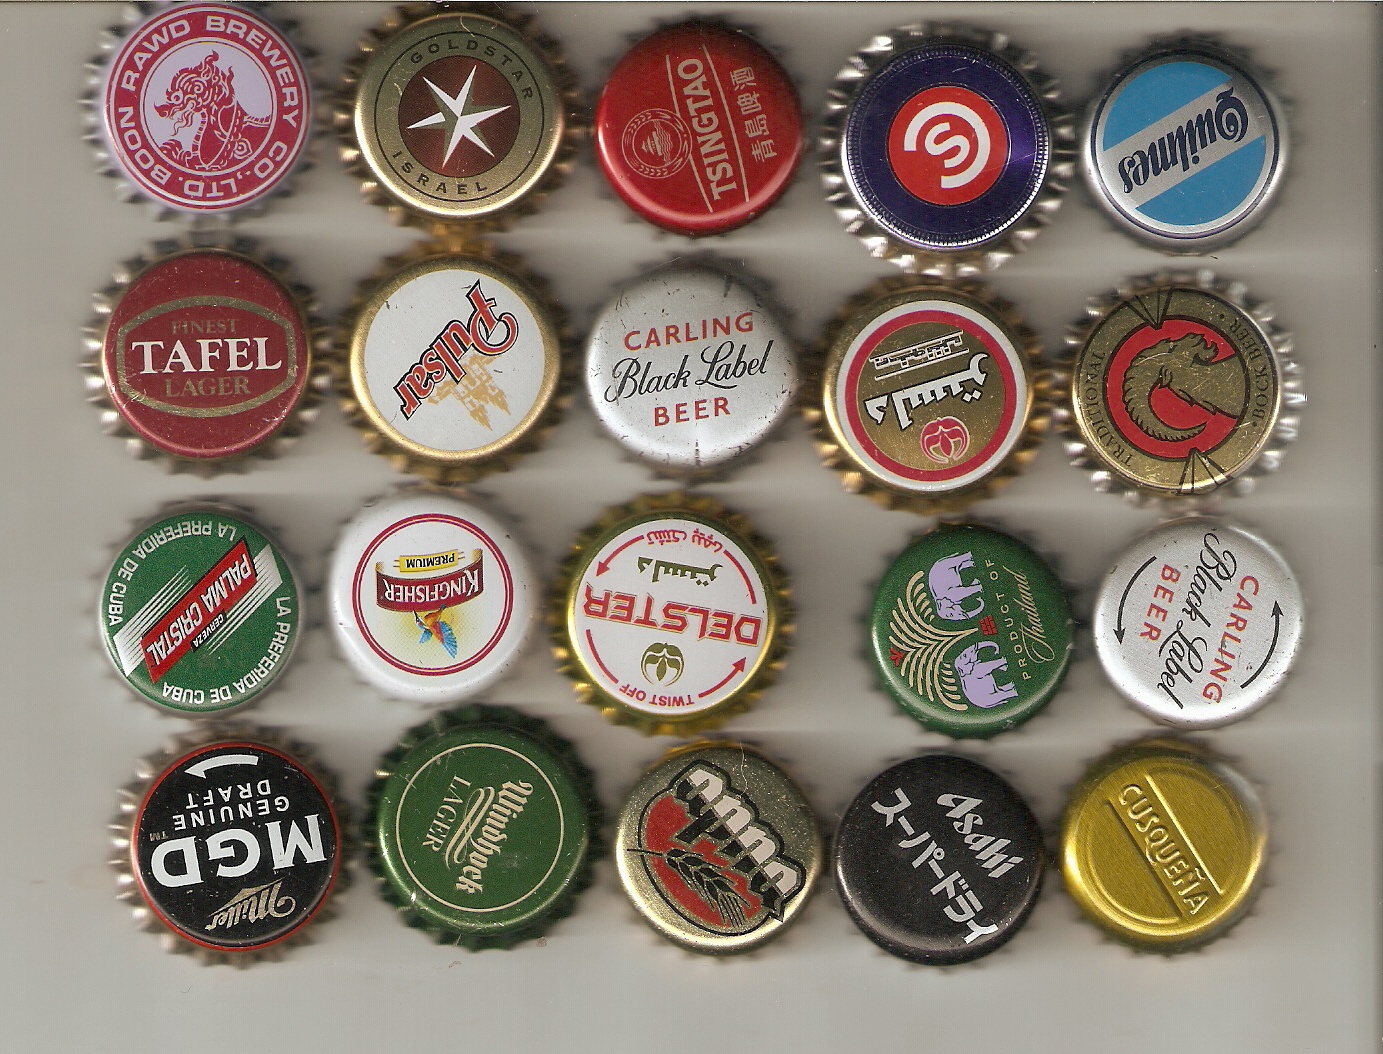 BOON RAWD BREWERY CO.,LTD.
GOLDSTAR
ISRAEL
TSINGTAO
青島啤酒
S
Quilmes
FINEST
TAFEL
LAGER
Pulsar
CARLING
Black Label
BEER
دلستر
TRADITIONAL
BOCK BEER
LA PREFERIDA DE CUBA
PALMA CRISTAL
CERVEZA
LA PREFERIDA DE CUBA
PREMIUM
KINGFISHER
دلستر
DELSTER
TWIST OFF
PRODUCT OF
Thailand
CARLING
Black Label
BEER
Miller
MGD™
GENUINE
DRAFT
Windhoek
LAGER
Asahi
スーパードライ
CUSQUEÑA